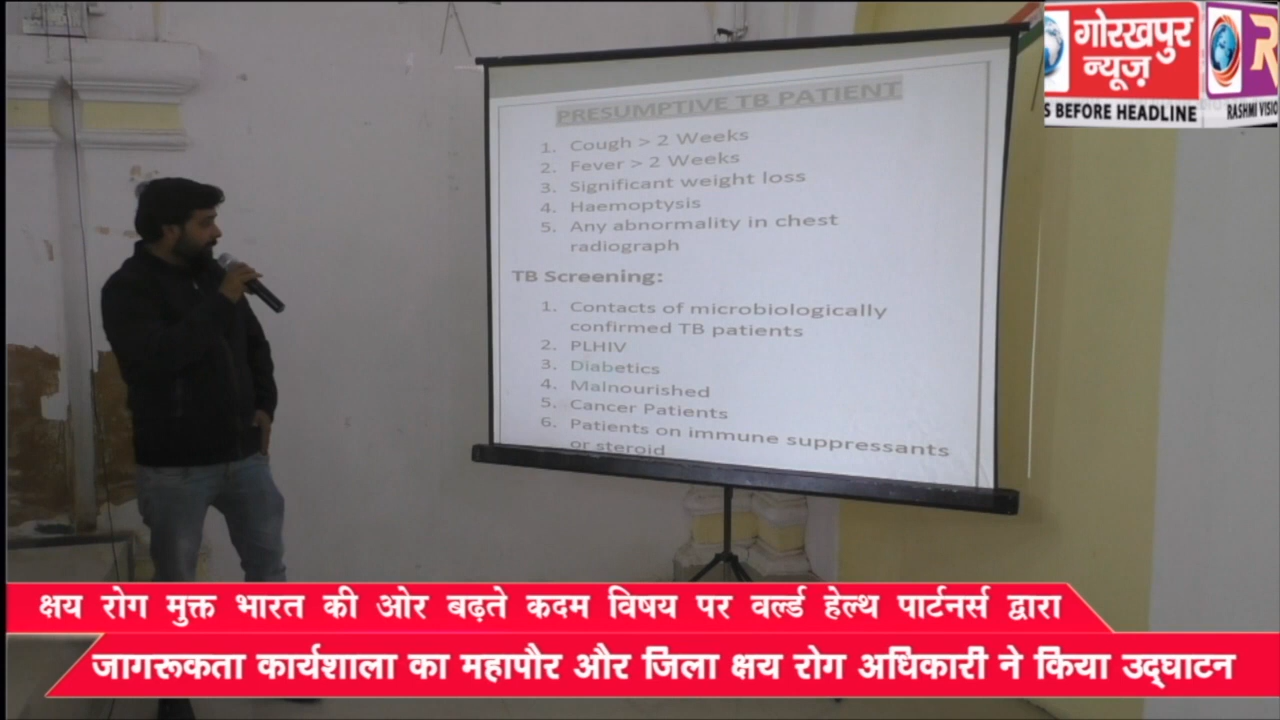 गोरखपुर
न्यूज़
S BEFORE HEADLINE
R
RASHMI VISIO
PRESUMPTIVE TB PATIENT
1. Cough > 2 Weeks
2. Fever > 2 Weeks
3. Significant weight loss
4. Haemoptysis
5. Any abnormality in chest
radiograph
TB Screening:
1. Contacts of microbiologically
confirmed TB patients
2. PLHIV
3. Diabetics
4. Malnourished
5. Cancer Patients
6. Patients on immune suppressants
or steroid
क्षय रोग मुक्त भारत की ओर बढ़ते कदम विषय पर वर्ल्ड हेल्थ पार्टनर्स द्वारा
जागरूकता कार्यशाला का महापौर और जिला क्षय रोग अधिकारी ने किया उद्घाटन